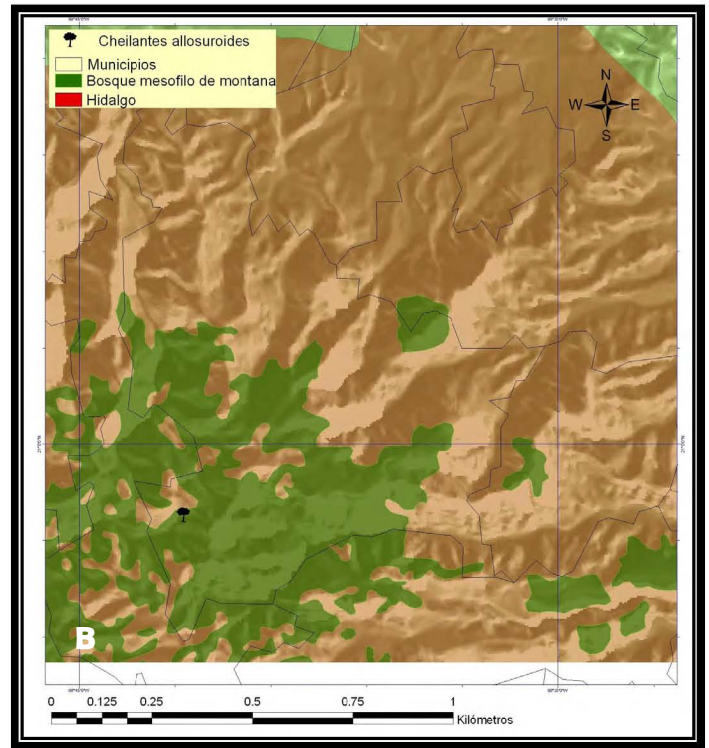 Cheilantes allosuroides
Municipios
Bosque mesofilo de montana
Hidalgo
N
W E
S
B
0 0.125 0.25 0.5 0.75 1
Kilómetros